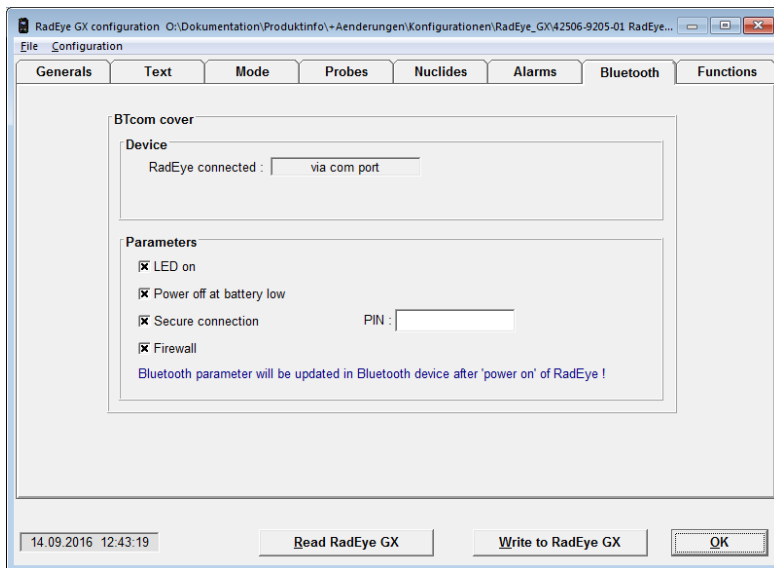 RadEye GX configuration O:\Dokumentation\Produktinfo\+Aenderungen\Konfigurationen\RadEye_GX\42506-9205-01 RadEye...
File Configuration
Generals Text Mode Probes Nuclides Alarms Bluetooth Functions
BTcom cover
Device
RadEye connected : via com port
Parameters
LED on
Power off at battery low
Secure connection PIN :
Firewall
Bluetooth parameter will be updated in Bluetooth device after 'power on' of RadEye !
14.09.2016 12:43:19 Read RadEye GX Write to RadEye GX OK